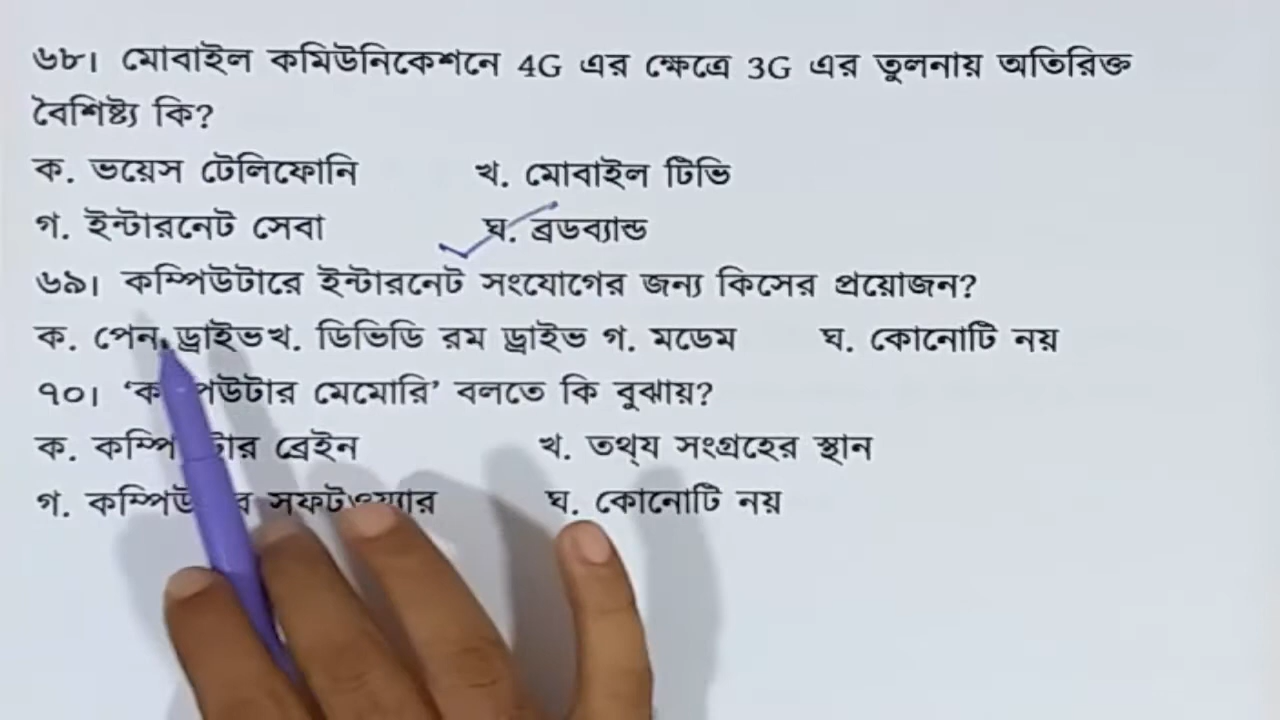 ৬৮। মোবাইল কমিউনিকেশনে 4G এর ক্ষেত্রে 3G এর তুলনায় অতিরিক্ত
বৈশিষ্ট্য কি?
ক. ভয়েস টেলিফোনি খ. মোবাইল টিভি
গ. ইন্টারনেট সেবা ঘ. ব্রডব্যান্ড
৬৯। কম্পিউটারে ইন্টারনেট সংযোগের জন্য কিসের প্রয়োজন?
ক. পেন ড্রাইভখ. ডিভিডি রম ড্রাইভ গ. মডেম ঘ. কোনোটি নয়
৭০। ‘কম্পিউটার মেমোরি’ বলতে কি বুঝায়?
ক. কম্পিউটার ব্রেইন খ. তথ্‌য সংগ্রহের স্থান
গ. কম্পিউটার সফটওয়্যার ঘ. কোনোটি নয়